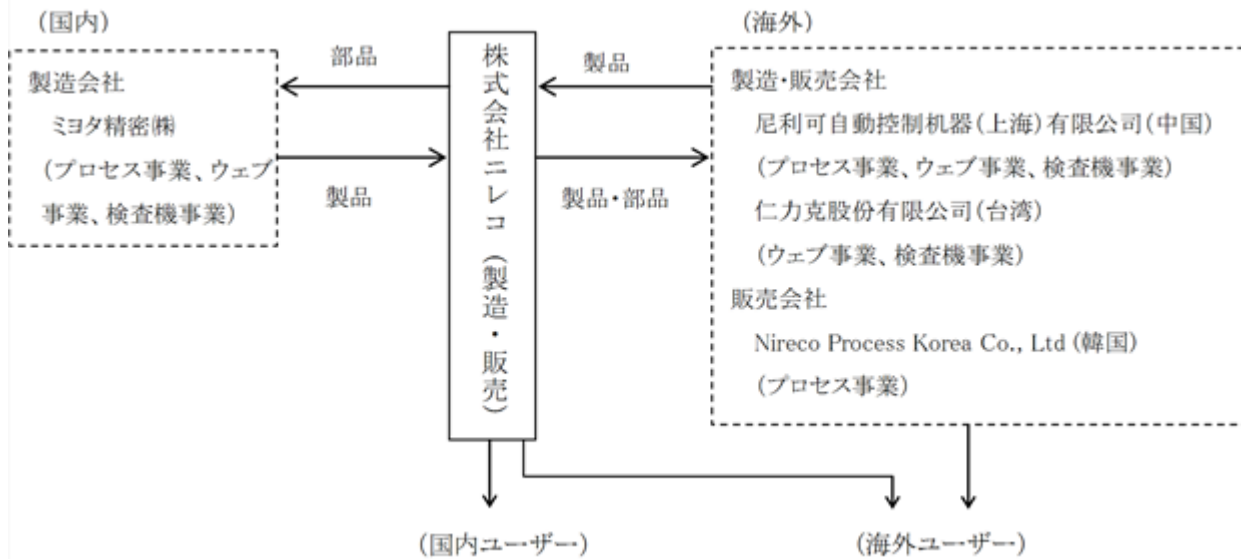 (国内)
製造会社
ミヨタ精密㈱
(プロセス事業、ウェブ
事業、検査機事業)
部品
製品
株式会社ニレコ(製造・販売)
製品
製品・部品
(海外)
製造・販売会社
尼利可自動控制机器(上海)有限公司(中国)
(プロセス事業、ウェブ事業、検査機事業)
仁力克股份有限公司(台湾)
(ウェブ事業、検査機事業)
販売会社
Nireco Process Korea Co., Ltd (韓国)
(プロセス事業)
(国内ユーザー)
(海外ユーザー)